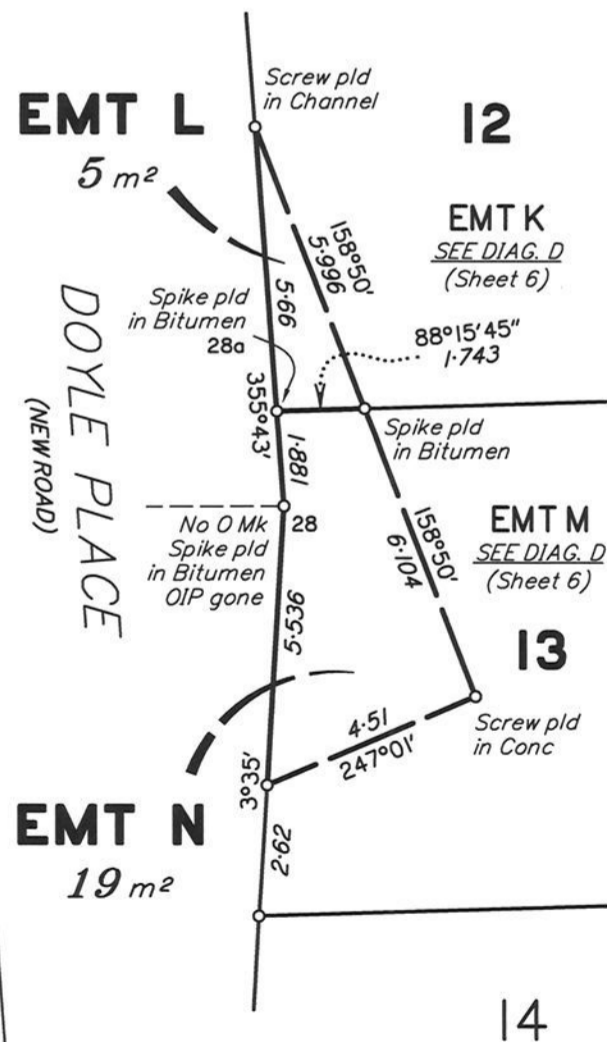 Screw pld
in Channel
EMT L
5 m²
12
EMT K
SEE DIAG. D
(Sheet 6)
158°50'
5·996
5·66
Spike pld
in Bitumen
28a
88°15'45"
1·743
DOYLE PLACE
(NEW ROAD)
355°43'
1·881
Spike pld
in Bitumen
No O Mk
Spike pld
in Bitumen
OIP gone
28
158°50'
6·104
EMT M
SEE DIAG. D
(Sheet 6)
5·536
13
4·51
247°01'
Screw pld
in Conc
3°35'
EMT N
19 m²
2·62
14